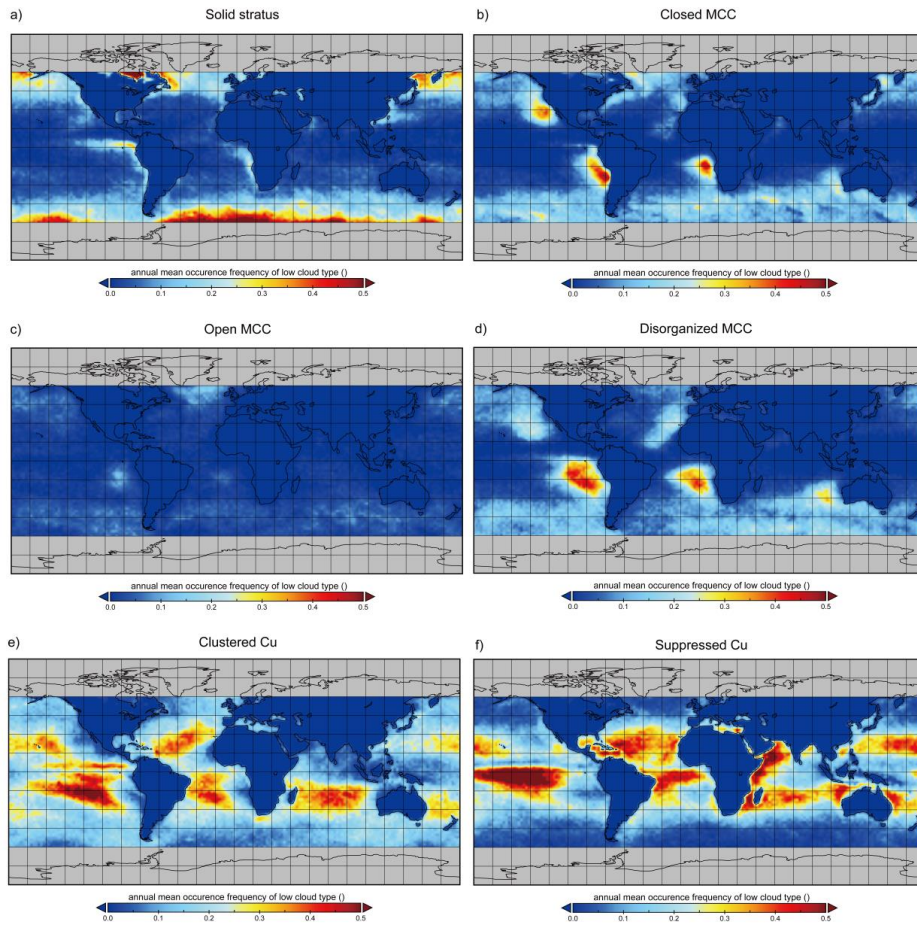 a) Solid stratus
b) Closed MCC
annual mean occurence frequency of low cloud type ()
0.0 0.1 0.2 0.3 0.4 0.5
annual mean occurence frequency of low cloud type ()
0.0 0.1 0.2 0.3 0.4 0.5
c) Open MCC
d) Disorganized MCC
annual mean occurence frequency of low cloud type ()
0.0 0.1 0.2 0.3 0.4 0.5
annual mean occurence frequency of low cloud type ()
0.0 0.1 0.2 0.3 0.4 0.5
e) Clustered Cu
f) Suppressed Cu
annual mean occurence frequency of low cloud type ()
0.0 0.1 0.2 0.3 0.4 0.5
annual mean occurence frequency of low cloud type ()
0.0 0.1 0.2 0.3 0.4 0.5